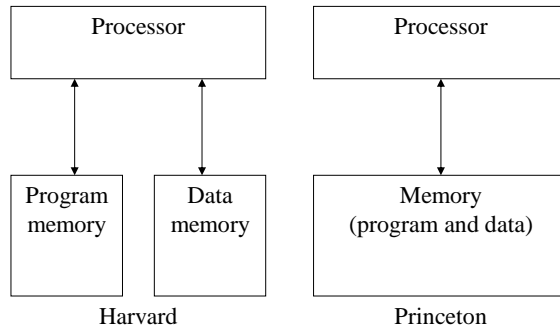 Processor
Processor
Program
memory
Data
memory
Memory
(program and data)
Harvard
Princeton